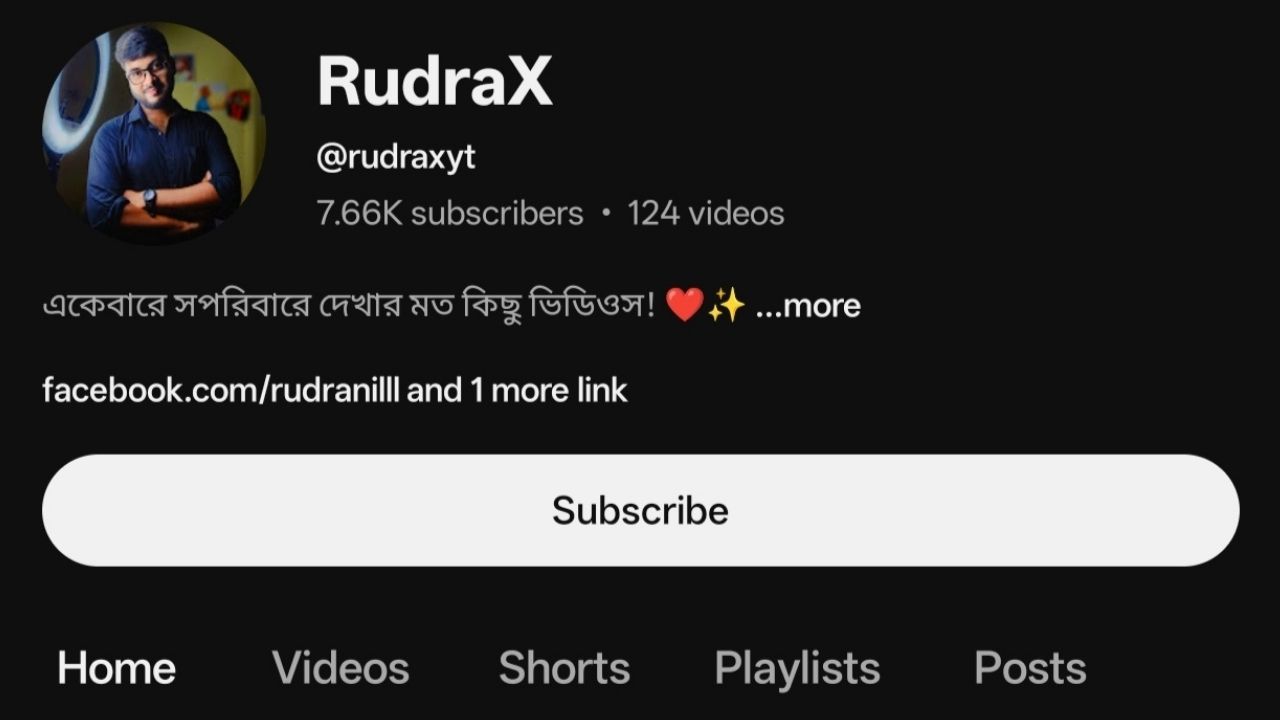 RudraX
@rudraxyt
7.66K subscribers • 124 videos
একেবারে সপরিবারে দেখার মত কিছু ভিডিওস! ❤️✨ ...more
facebook.com/rudranilll and 1 more link
Subscribe
Home Videos Shorts Playlists Posts